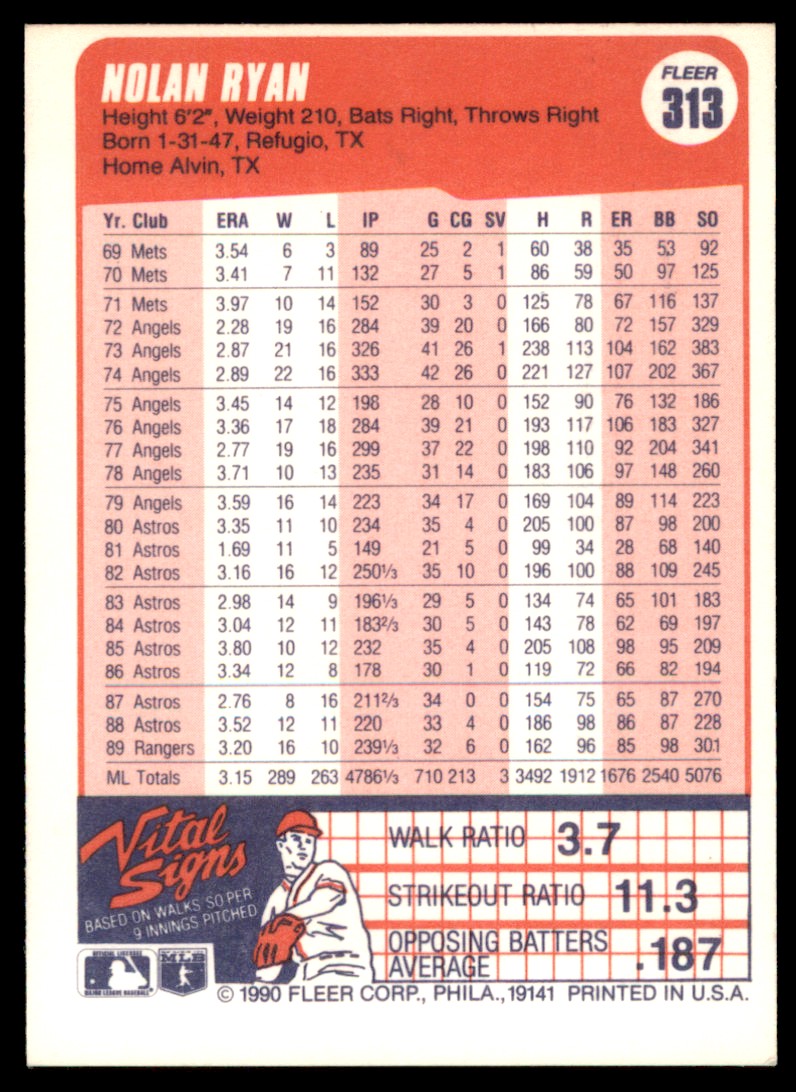 NOLAN RYAN
FLEER
313
Height 6'2", Weight 210, Bats Right, Throws Right
Born 1-31-47, Refugio, TX
Home Alvin, TX
Yr. Club ERA W L IP G CG SV H R ER BB SO
69 Mets 3.54 6 3 89 25 2 1 60 38 35 53 92
70 Mets 3.41 7 11 132 27 5 1 86 59 50 97 125
71 Mets 3.97 10 14 152 30 3 0 125 78 67 116 137
72 Angels 2.28 19 16 284 39 20 0 166 80 72 157 329
73 Angels 2.87 21 16 326 41 26 1 238 113 104 162 383
74 Angels 2.89 22 16 333 42 26 0 221 127 107 202 367
75 Angels 3.45 14 12 198 28 10 0 152 90 76 132 186
76 Angels 3.36 17 18 284 39 21 0 193 117 106 183 327
77 Angels 2.77 19 16 299 37 22 0 198 110 92 204 341
78 Angels 3.71 10 13 235 31 14 0 183 106 97 148 260
79 Angels 3.59 16 14 223 34 17 0 169 104 89 114 223
80 Astros 3.35 11 10 234 35 4 0 205 100 87 98 200
81 Astros 1.69 11 5 149 21 5 0 99 34 28 68 140
82 Astros 3.16 16 12 250⅓ 35 10 0 196 100 88 109 245
83 Astros 2.98 14 9 196⅓ 29 5 0 134 74 65 101 183
84 Astros 3.04 12 11 183⅔ 30 5 0 143 78 62 69 197
85 Astros 3.80 10 12 232 35 4 0 205 108 98 95 209
86 Astros 3.34 12 8 178 30 1 0 119 72 66 82 194
87 Astros 2.76 8 16 211⅔ 34 0 0 154 75 65 87 270
88 Astros 3.52 12 11 220 33 4 0 186 98 86 87 228
89 Rangers 3.20 16 10 239⅓ 32 6 0 162 96 85 98 301
ML Totals 3.15 289 263 4786⅓ 710 213 3 3492 1912 1676 2540 5076
Vital
Signs
BASED ON WALKS, SO PER
9 INNINGS PITCHED
WALK RATIO 3.7
STRIKEOUT RATIO 11.3
OPPOSING BATTERS
AVERAGE .187
OFFICIAL LICENSEE
MAJOR LEAGUE BASEBALL
MLB
© 1990 FLEER CORP., PHILA., 19141 PRINTED IN U.S.A.